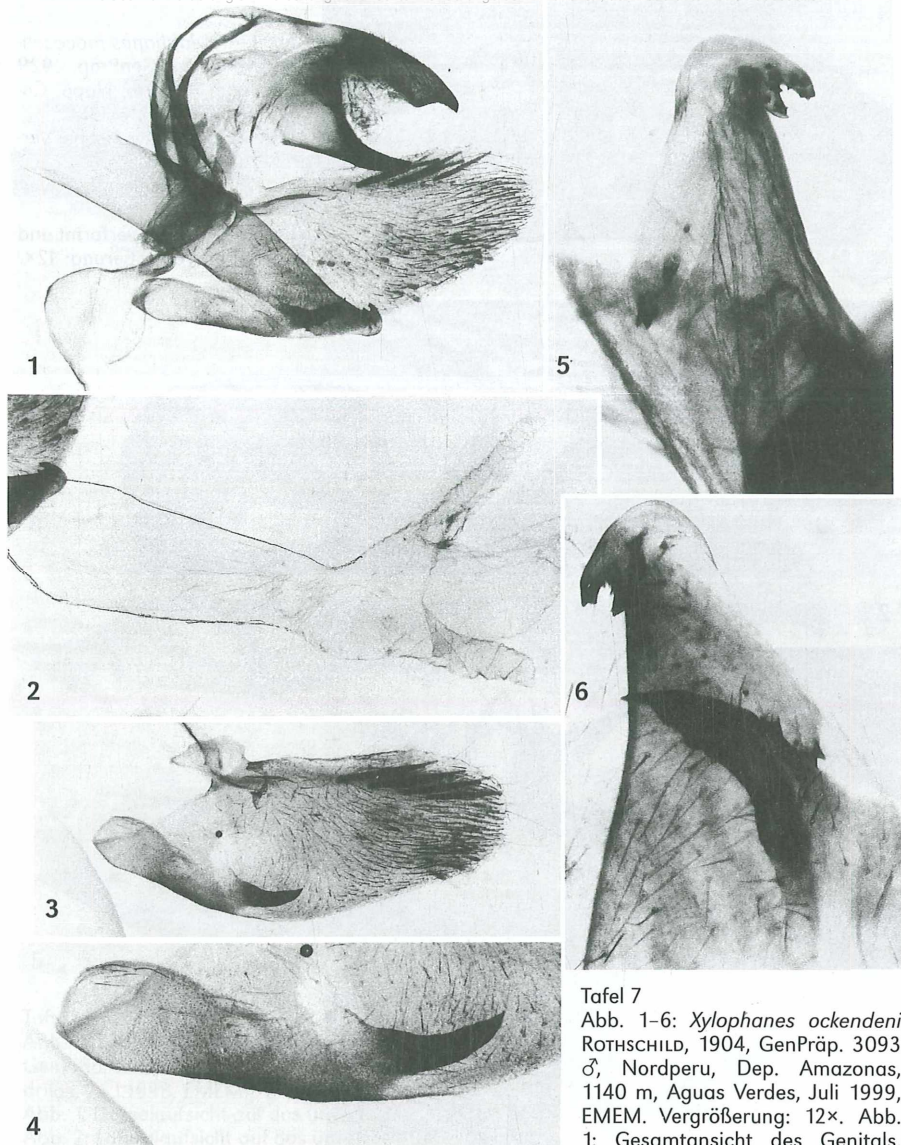 1
5
2
6
3
4
Tafel 7
Abb. 1–6: Xylophanes ockendeni
ROTHSCHILD, 1904, GenPräp. 3093
♂, Nordperu, Dep. Amazonas,
1140 m, Aguas Verdes, Juli 1999,
EMEM. Vergrößerung: 12×. Abb.
1: Gesamtansicht des Genitals,